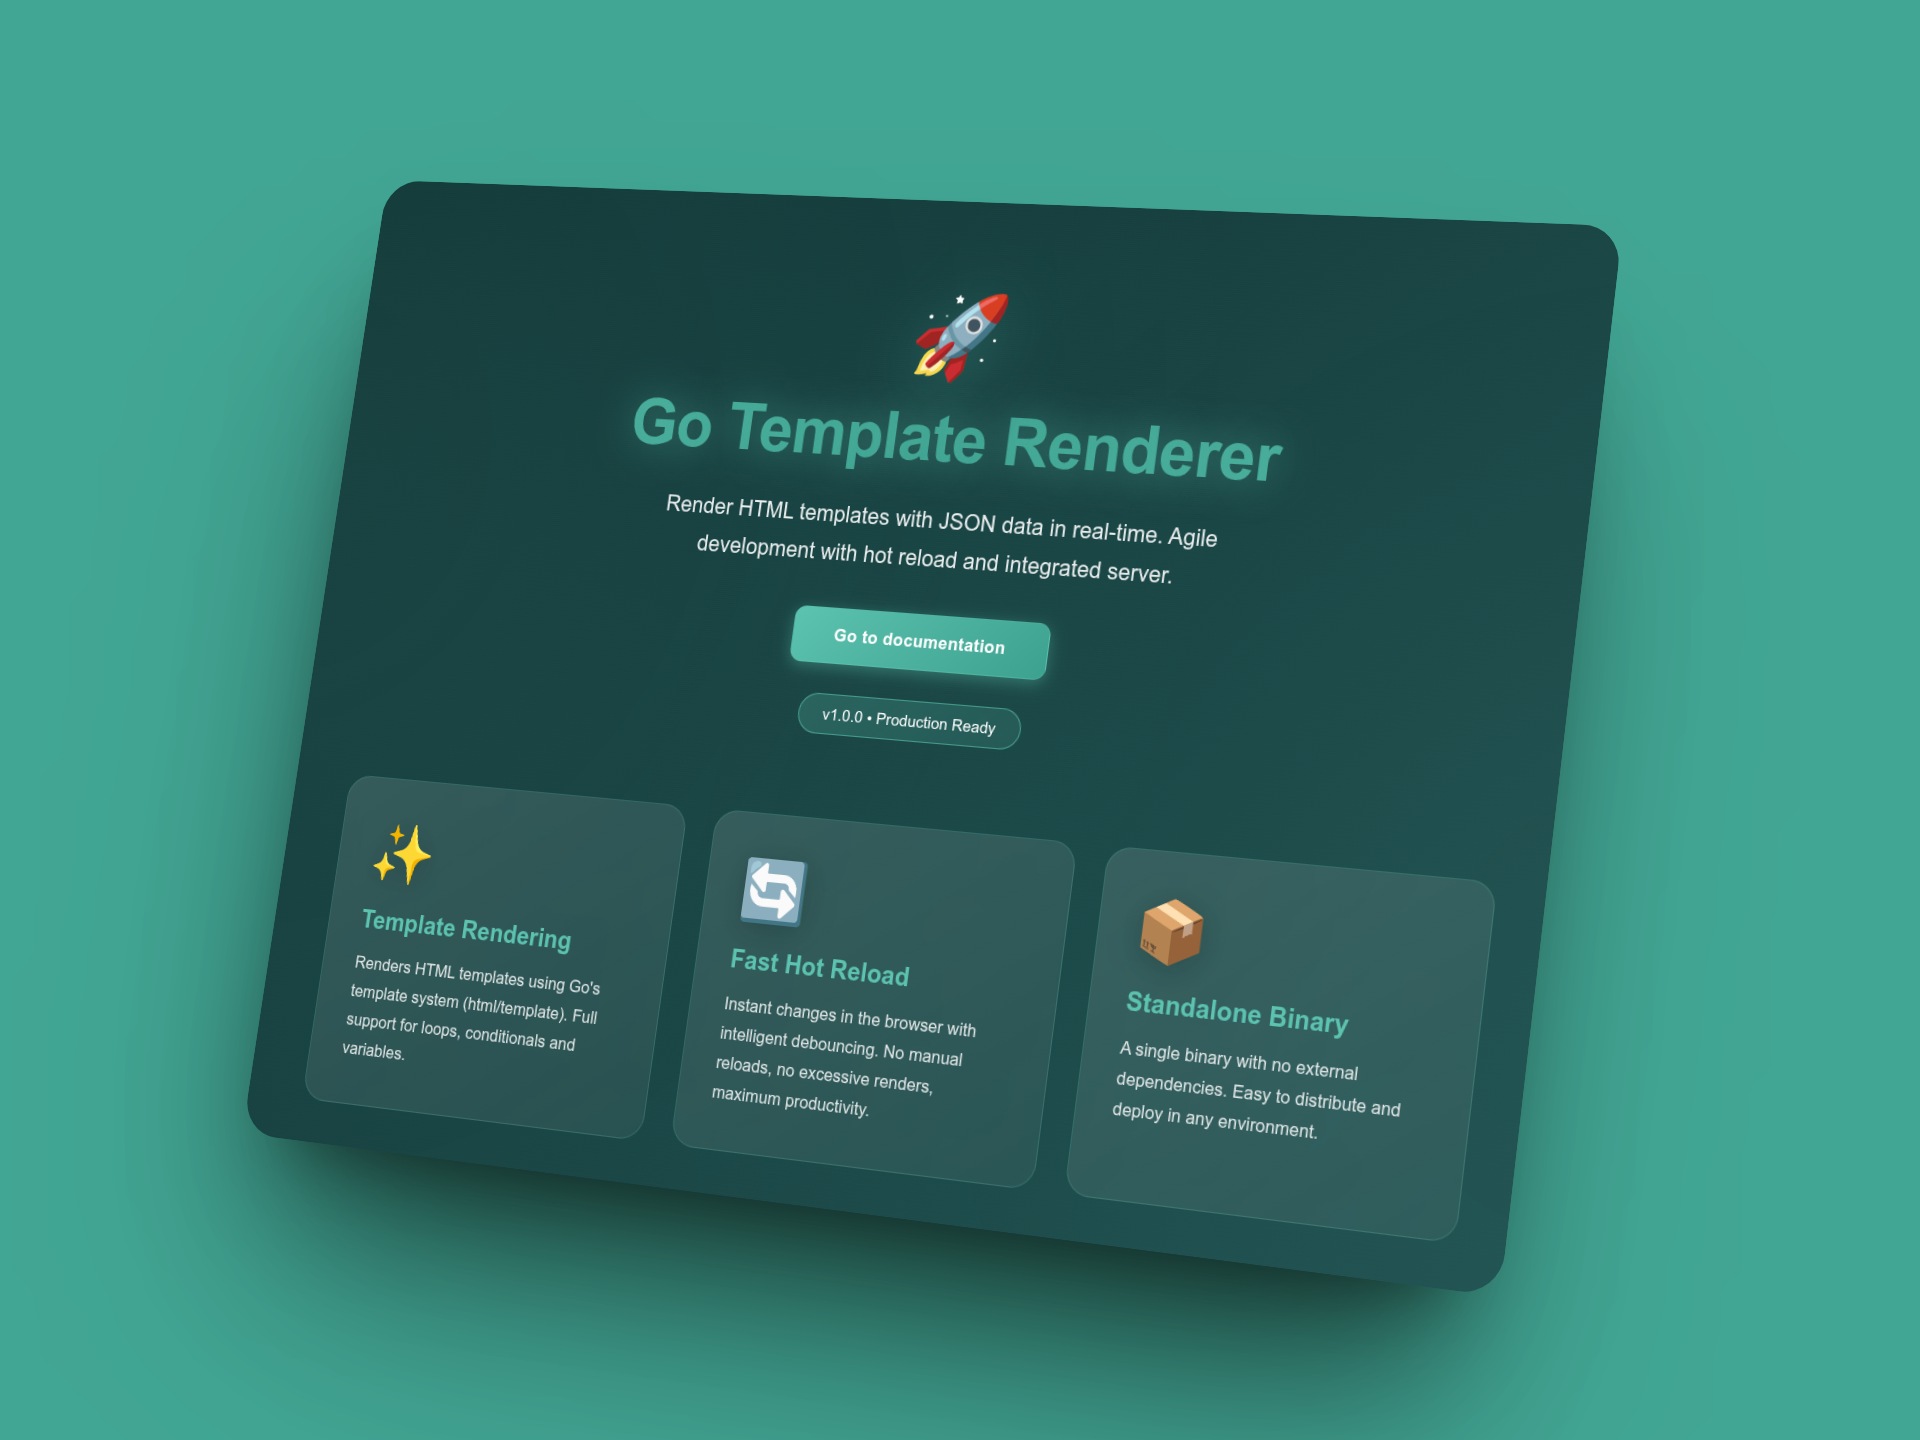 Go Template Renderer
Render HTML templates with JSON data in real-time. Agile
development with hot reload and integrated server.
Go to documentation
v1.0.0 • Production Ready
Template Rendering
Renders HTML templates using Go's
template system (html/template). Full
support for loops, conditionals and
variables.
Fast Hot Reload
Instant changes in the browser with
intelligent debouncing. No manual
reloads, no excessive renders,
maximum productivity.
Standalone Binary
A single binary with no external
dependencies. Easy to distribute and
deploy in any environment.